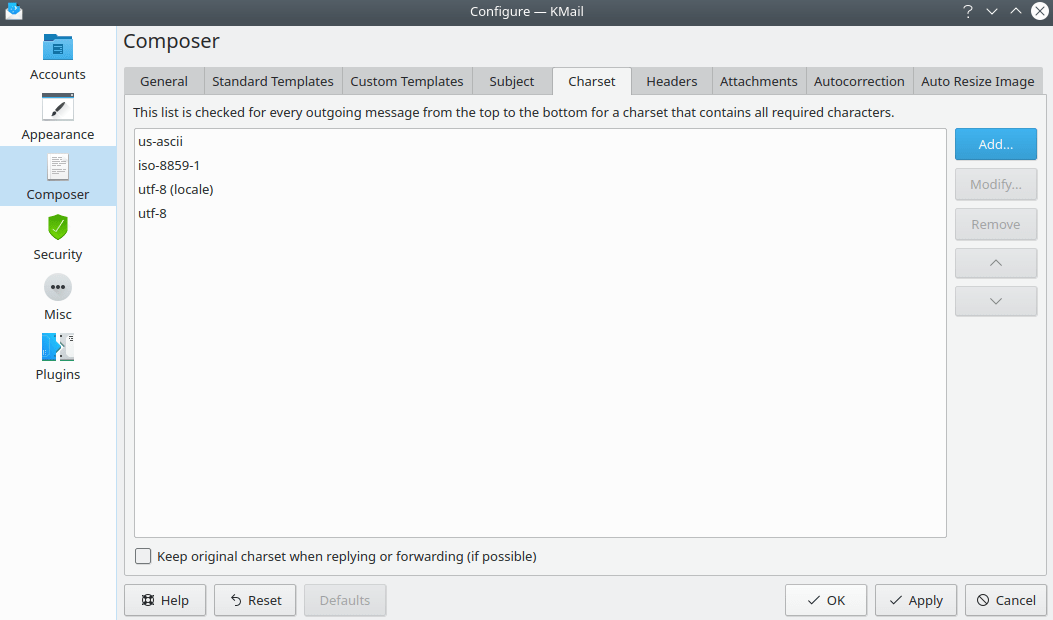 Configure — KMail
?
Accounts
Appearance
Composer
Security
Misc
Plugins
Composer
General
Standard Templates
Custom Templates
Subject
Charset
Headers
Attachments
Autocorrection
Auto Resize Image
This list is checked for every outgoing message from the top to the bottom for a charset that contains all required characters.
us-ascii
iso-8859-1
utf-8 (locale)
utf-8
Add...
Modify...
Remove
Keep original charset when replying or forwarding (if possible)
Help
Reset
Defaults
OK
Apply
Cancel